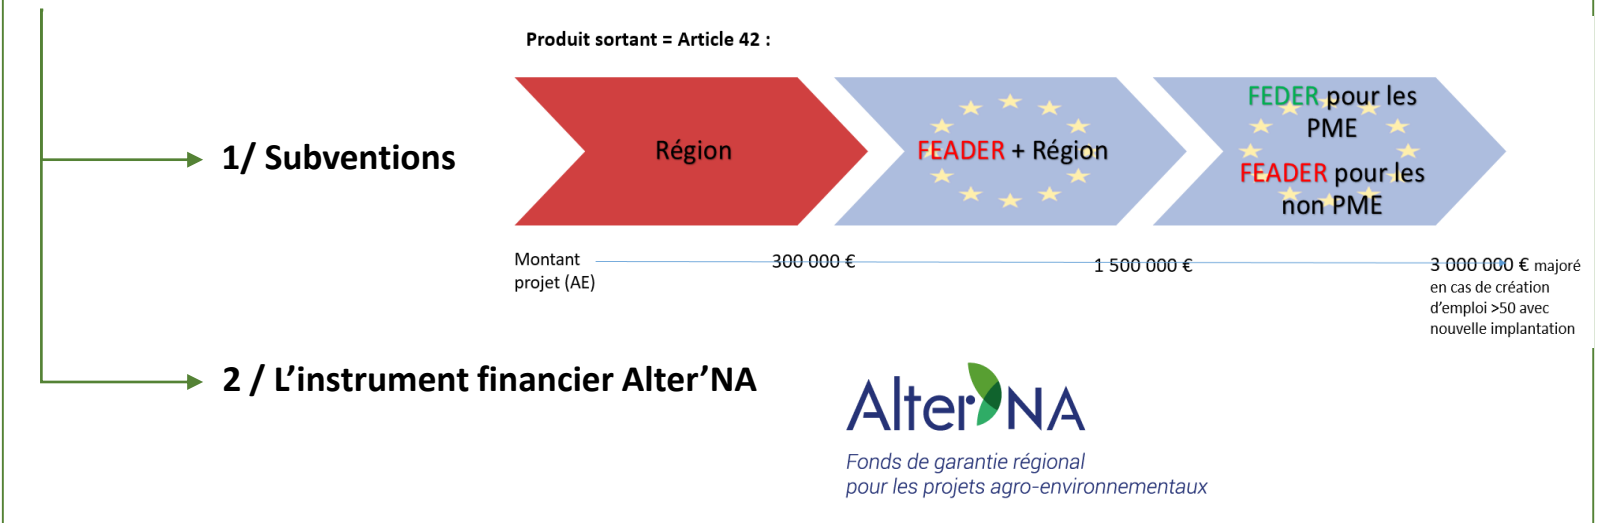 Produit sortant = Article 42 :
1/ Subventions
Région
FEADER + Région
FEDER pour les
PME
FEADER pour les
non PME
Montant
projet (AE)
300 000 €
1 500 000 €
3 000 000 € majoré
en cas de création
d’emploi >50 avec
nouvelle implantation
2 / L’instrument financier Alter’NA
Alter'NA
Fonds de garantie régional
pour les projets agro-environnementaux